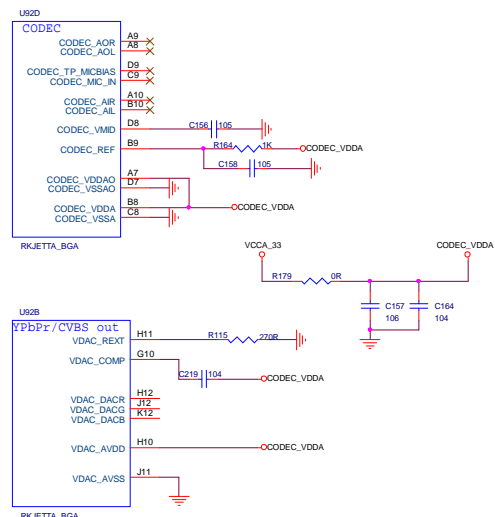 U92D
CODEC
CODEC_AOR A9
CODEC_AOL A8
CODEC_TP_MICBIAS D9
CODEC_MIC_IN C9
CODEC_AIR A10
CODEC_AIL B10
CODEC_VMID D8 C156 105
CODEC_REF B9 R164 1K CODEC_VDDA
C158 105
CODEC_VDDAO A7
CODEC_VSSAO D7
CODEC_VDDA B8 CODEC_VDDA
CODEC_VSSA C8
RKJETTA_BGA
VCCA_33 CODEC_VDDA
R179 0R
C157 C164
106 104
U92B
YPbPr/CVBS out
VDAC_REXT H11 R115 270R
VDAC_COMP G10
C219 104 CODEC_VDDA
VDAC_DACR H12
VDAC_DACG J12
VDAC_DACB K12
VDAC_AVDD H10 CODEC_VDDA
VDAC_AVSS J11
RKJETTA_BGA